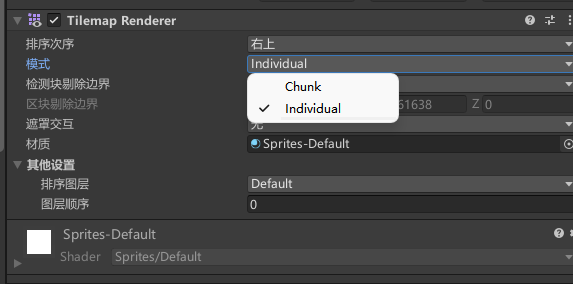 Tilemap Renderer
排序次序 右上
模式 Individual
Chunk
Individual
检测块剔除边界
区块剔除边界 61638 Z 0
遮罩交互 无
材质 Sprites-Default
其他设置
排序图层 Default
图层顺序 0
Sprites-Default
Shader Sprites/Default